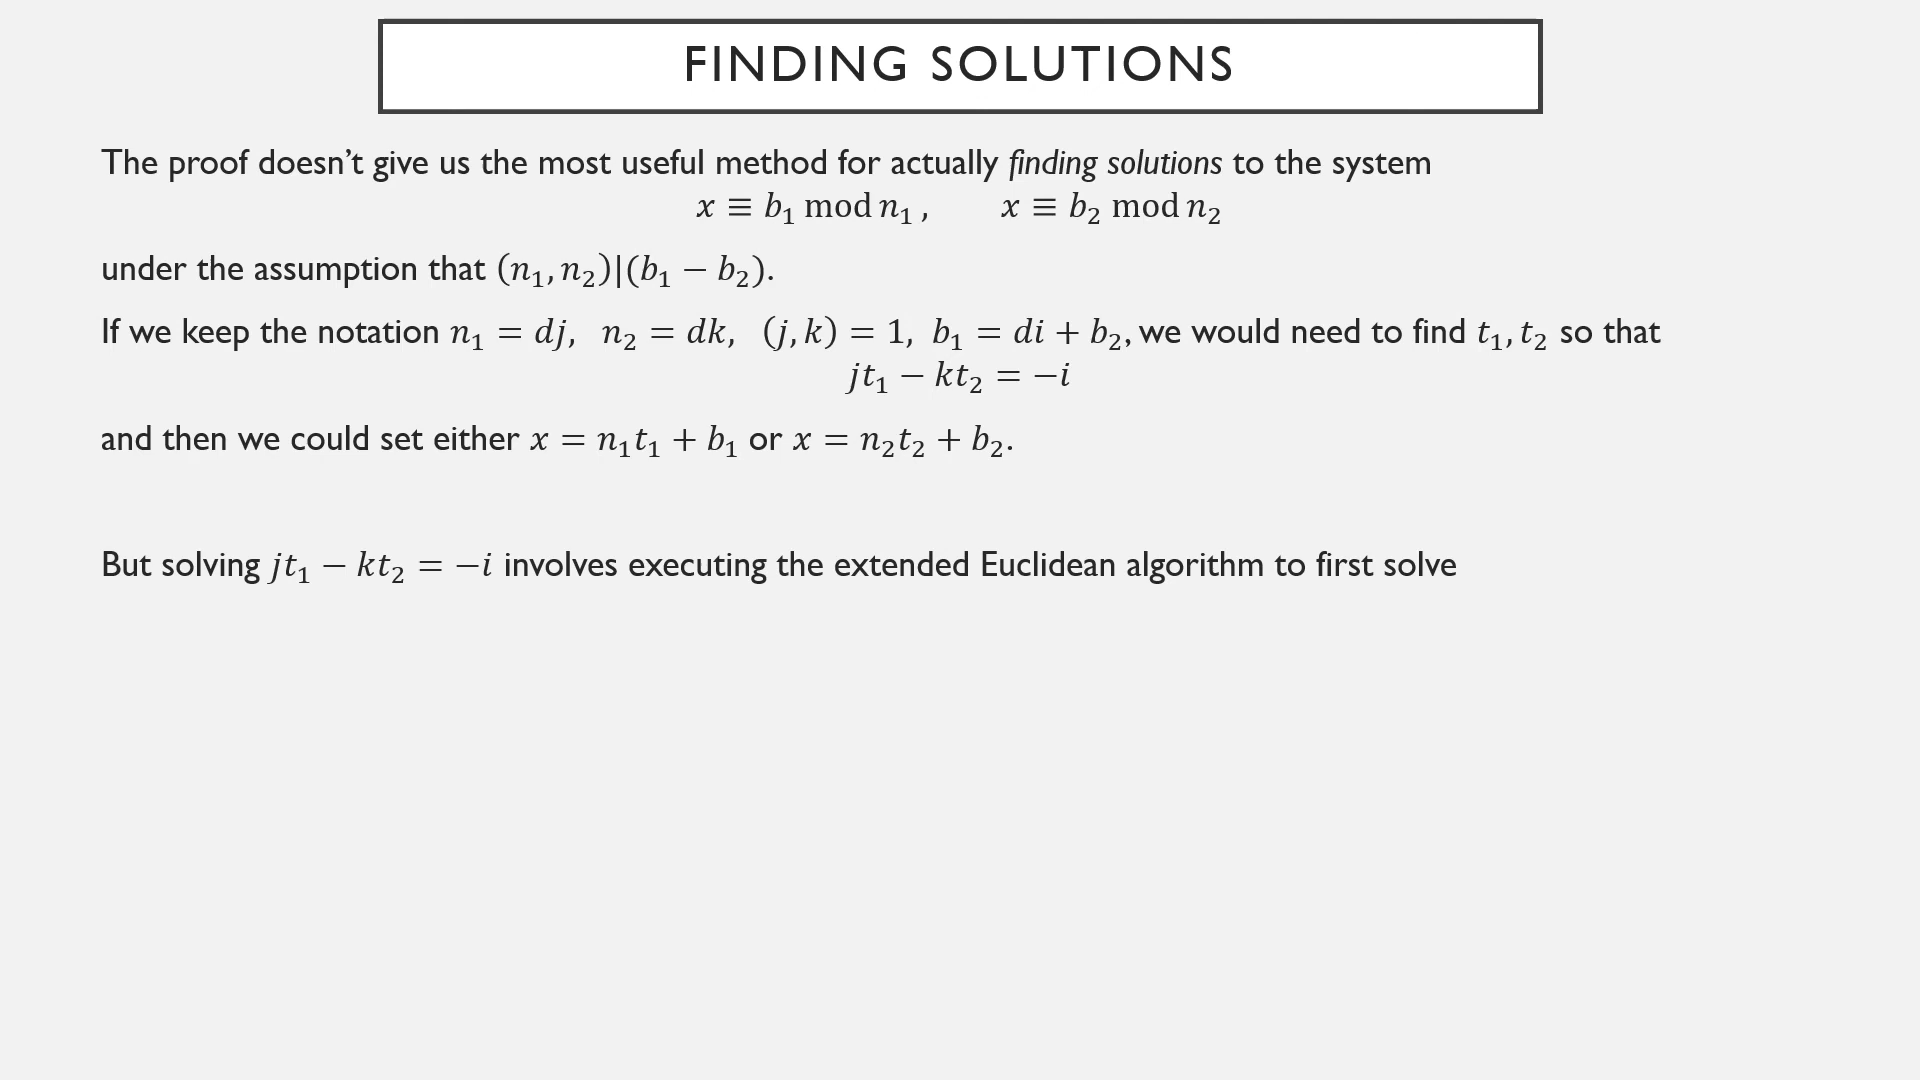 FINDING SOLUTIONS
The proof doesn’t give us the most useful method for actually finding solutions to the system
x ≡ b₁ mod n₁ ,  x ≡ b₂ mod n₂
under the assumption that (n₁, n₂)|(b₁ − b₂).
If we keep the notation n₁ = dj, n₂ = dk, (j, k) = 1, b₁ = di + b₂, we would need to find t₁, t₂ so that
jt₁ − kt₂ = −i
and then we could set either x = n₁t₁ + b₁ or x = n₂t₂ + b₂.
But solving jt₁ − kt₂ = −i involves executing the extended Euclidean algorithm to first solve